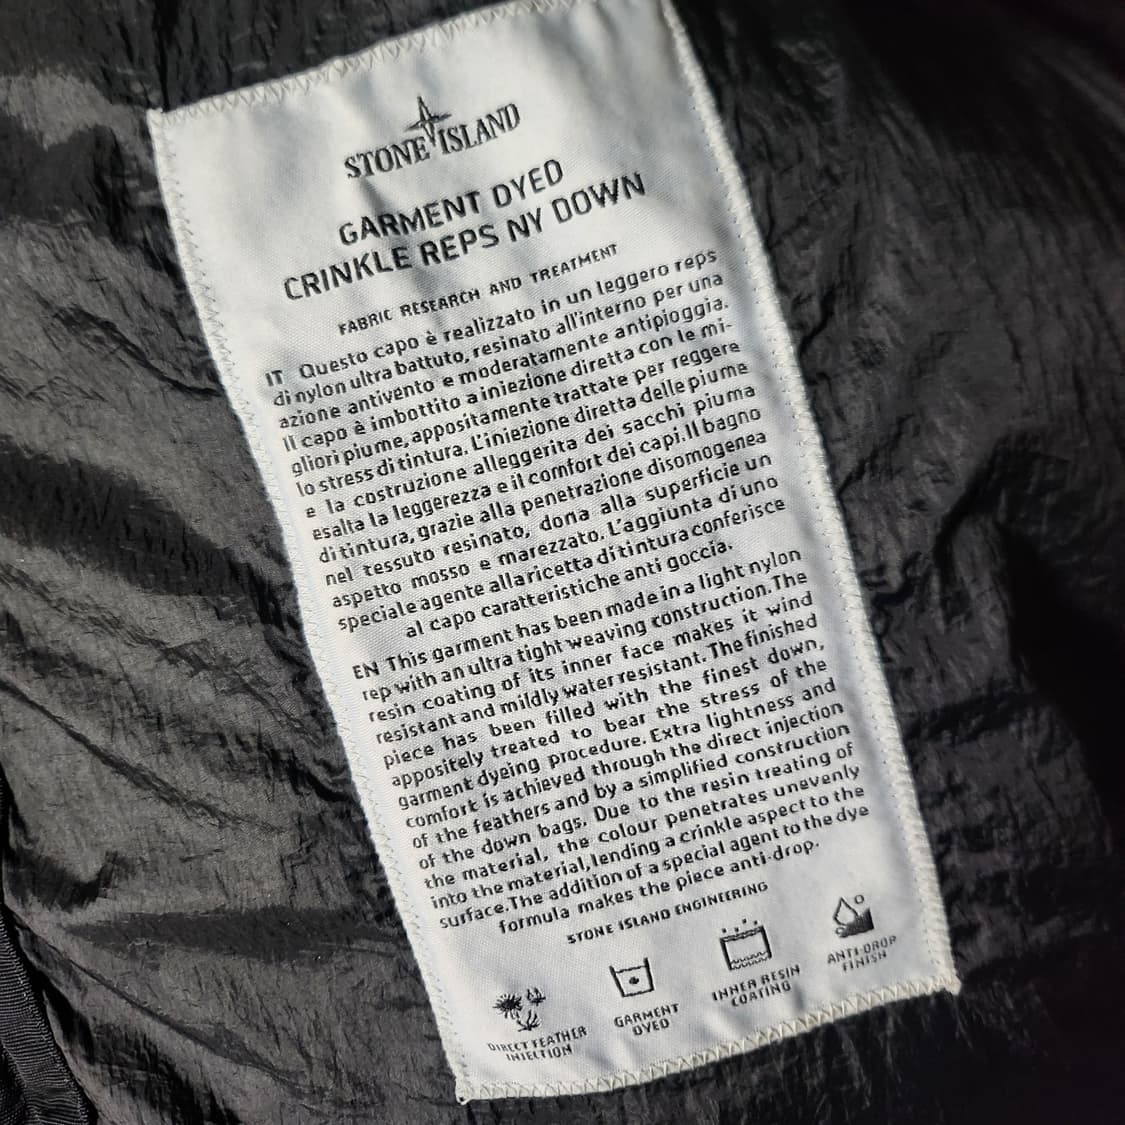 STONE ISLAND
GARMENT DYED
CRINKLE REPS NY DOWN
FABRIC RESEARCH AND TREATMENT
IT Questo capo è realizzato in un leggero reps
di nylon ultra battuto, resinato all'interno per una
azione antivento e moderatamente antipioggia.
Il capo è imbottito a iniezione diretta con le mi-
gliori piume, appositamente trattate per reggere
lo stress di tintura. L'iniezione diretta delle piume
e la costruzione alleggerita dei sacchi piuma
esalta la leggerezza e il comfort dei capi. Il bagno
di tintura, grazie alla penetrazione disomogenea
nel tessuto resinato, dona alla superficie un
aspetto mosso e marezzato. L'aggiunta di uno
speciale agente alla ricetta di tintura conferisce
al capo caratteristiche anti goccia.
EN This garment has been made in a light nylon
rep with an ultra tight weaving construction. The
resin coating of its inner face makes it wind
resistant and mildly water resistant. The finished
piece has been filled with the finest down,
appositely treated to bear the stress of the
garment dyeing procedure. Extra lightness and
comfort is achieved through the direct injection
of the feathers and by a simplified construction
of the down bags. Due to the resin treating of
the material, the colour penetrates unevenly
into the material, lending a crinkle aspect to the
surface. The addition of a special agent to the dye
formula makes the piece anti-drop.
STONE ISLAND ENGINEERING
DIRECT FEATHER
INJECTION
GARMENT
DYED
INNER RESIN
COATING
ANTI-DROP
FINISH